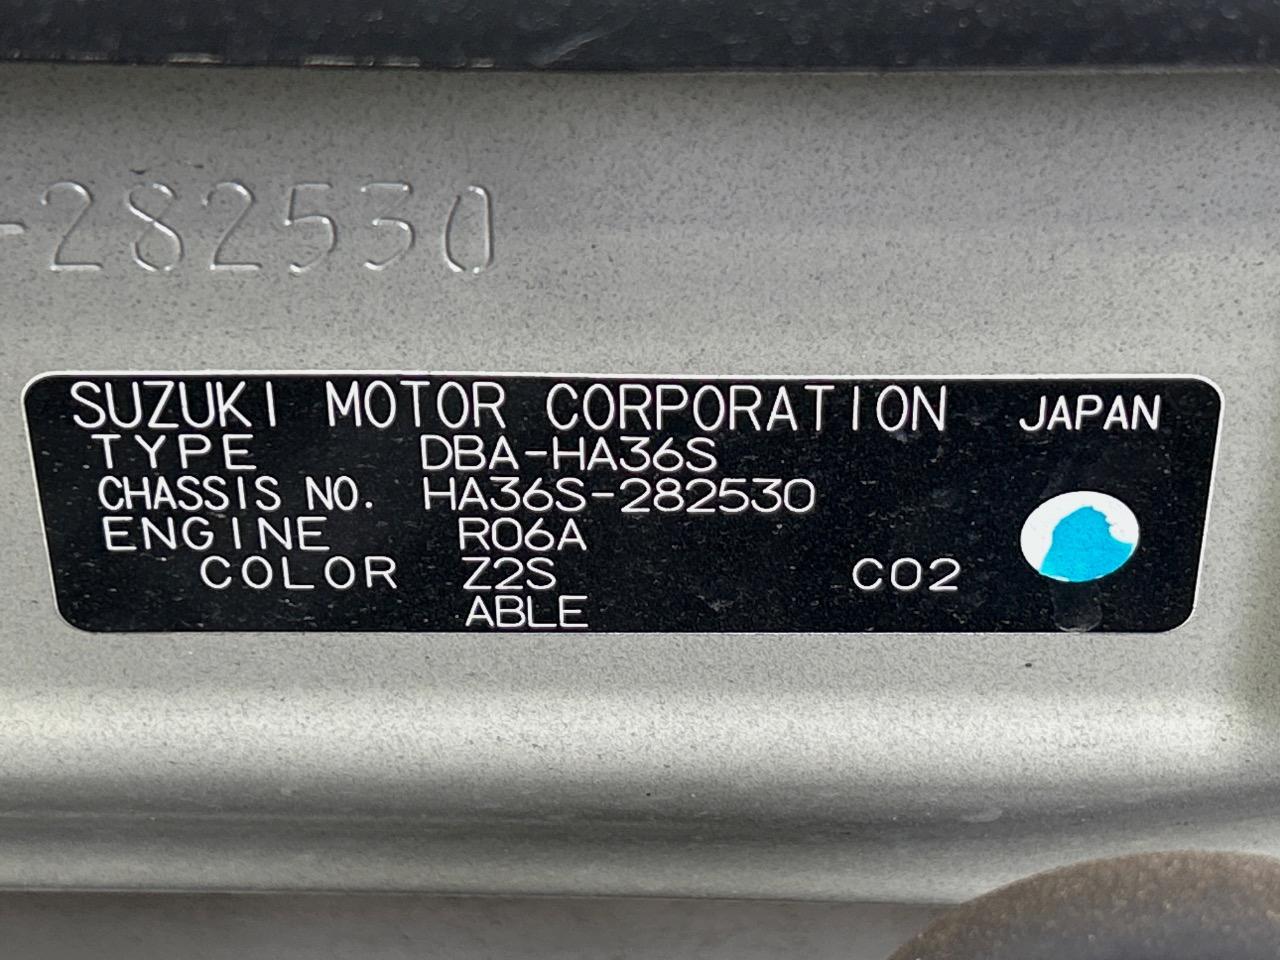 -282530
SUZUKI MOTOR CORPORATION JAPAN
TYPE DBA-HA36S
CHASSIS NO. HA36S-282530
ENGINE R06A
COLOR Z2S C02
ABLE